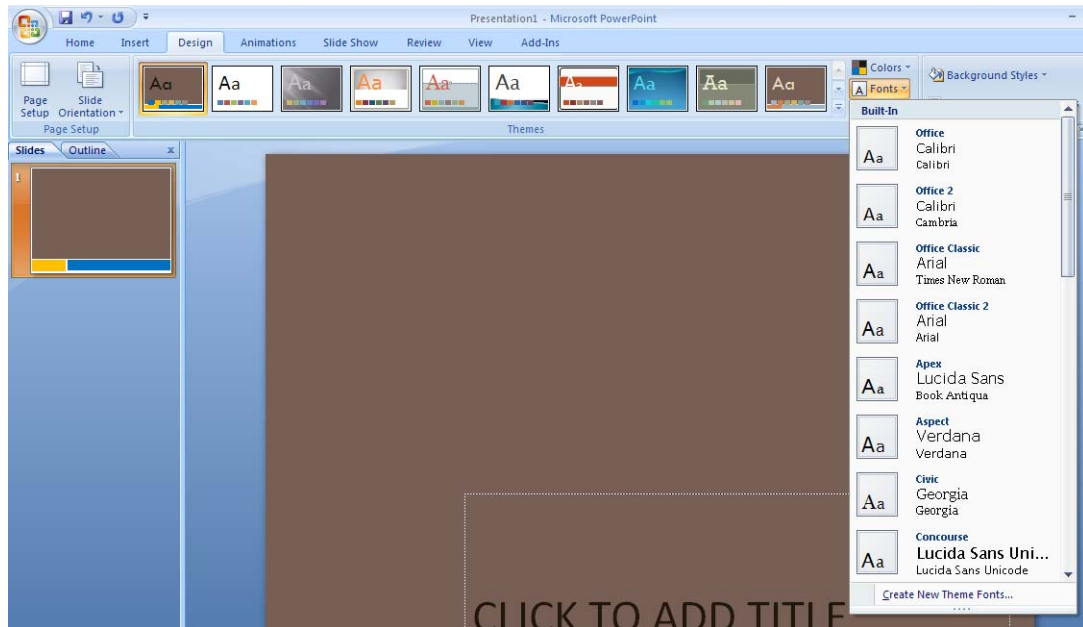 Presentation1 - Microsoft PowerPoint
Home Insert Design Animations Slide Show Review View Add-Ins
Page Setup
Slide Orientation
Page Setup
Aa Aa Aa Aa Aa Aa Aa Aa Aa Aa
Themes
Colors
Fonts
Background Styles
Slides Outline x
1
Built-In
Aa
Office
Calibri
Calibri
Aa
Office 2
Calibri
Cambria
Aa
Office Classic
Arial
Times New Roman
Aa
Office Classic 2
Arial
Arial
Aa
Apex
Lucida Sans
Book Antiqua
Aa
Aspect
Verdana
Verdana
Aa
Civic
Georgia
Georgia
Aa
Concourse
Lucida Sans Uni...
Lucida Sans Unicode
Create New Theme Fonts...
CLICK TO ADD TITLE